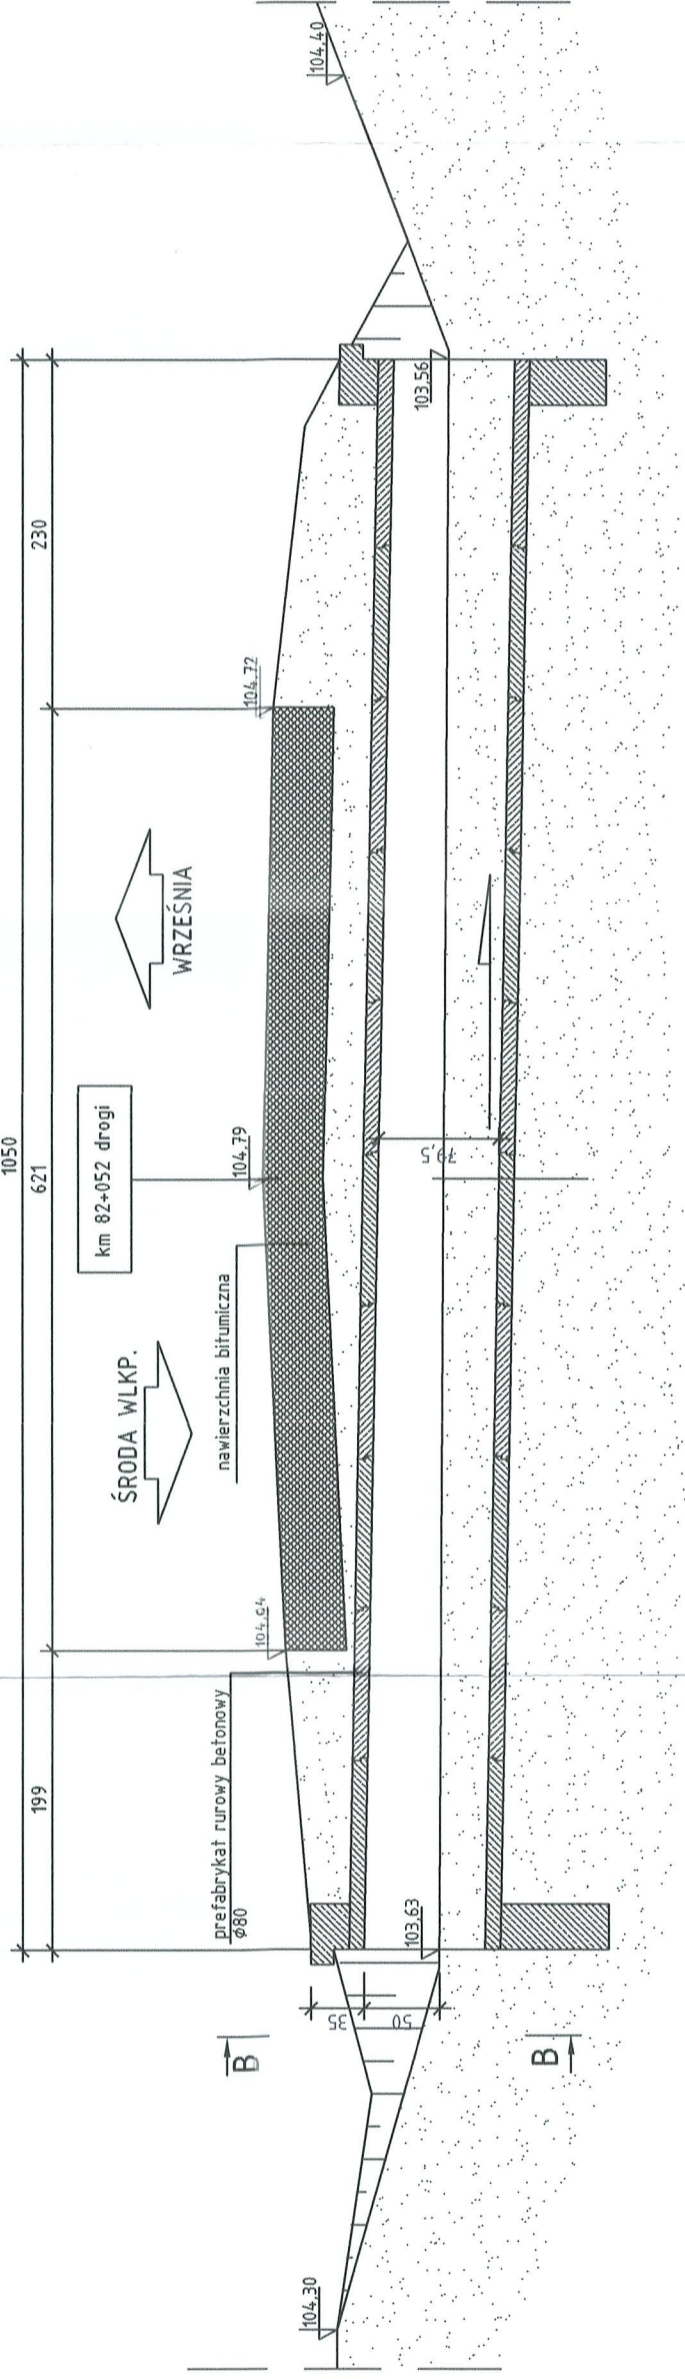 1050
199
621
230
km 82+052 drogi
ŚRODA WLKP.
WRZEŚNIA
nawierzchnia bitumiczna
prefabrykat rurowy betonowy
φ80
104.64
104.79
104.72
104.30
103.63
103.56
104.40
35
50
79,5
B
B